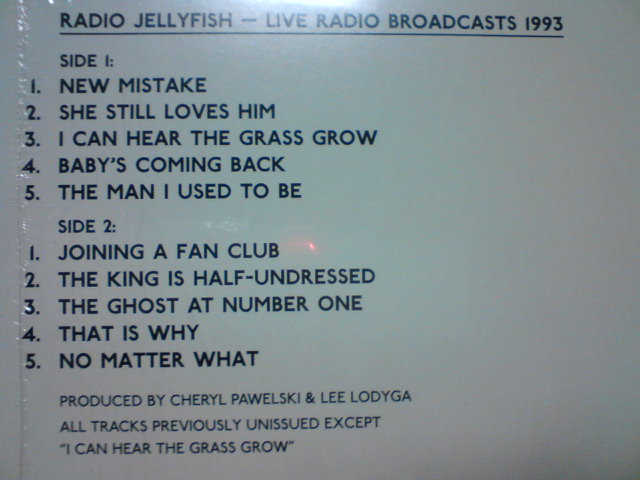 RADIO JELLYFISH – LIVE RADIO BROADCASTS 1993
SIDE 1:
1. NEW MISTAKE
2. SHE STILL LOVES HIM
3. I CAN HEAR THE GRASS GROW
4. BABY'S COMING BACK
5. THE MAN I USED TO BE
SIDE 2:
1. JOINING A FAN CLUB
2. THE KING IS HALF-UNDRESSED
3. THE GHOST AT NUMBER ONE
4. THAT IS WHY
5. NO MATTER WHAT
PRODUCED BY CHERYL PAWELSKI & LEE LODYGA
ALL TRACKS PREVIOUSLY UNISSUED EXCEPT
"I CAN HEAR THE GRASS GROW"